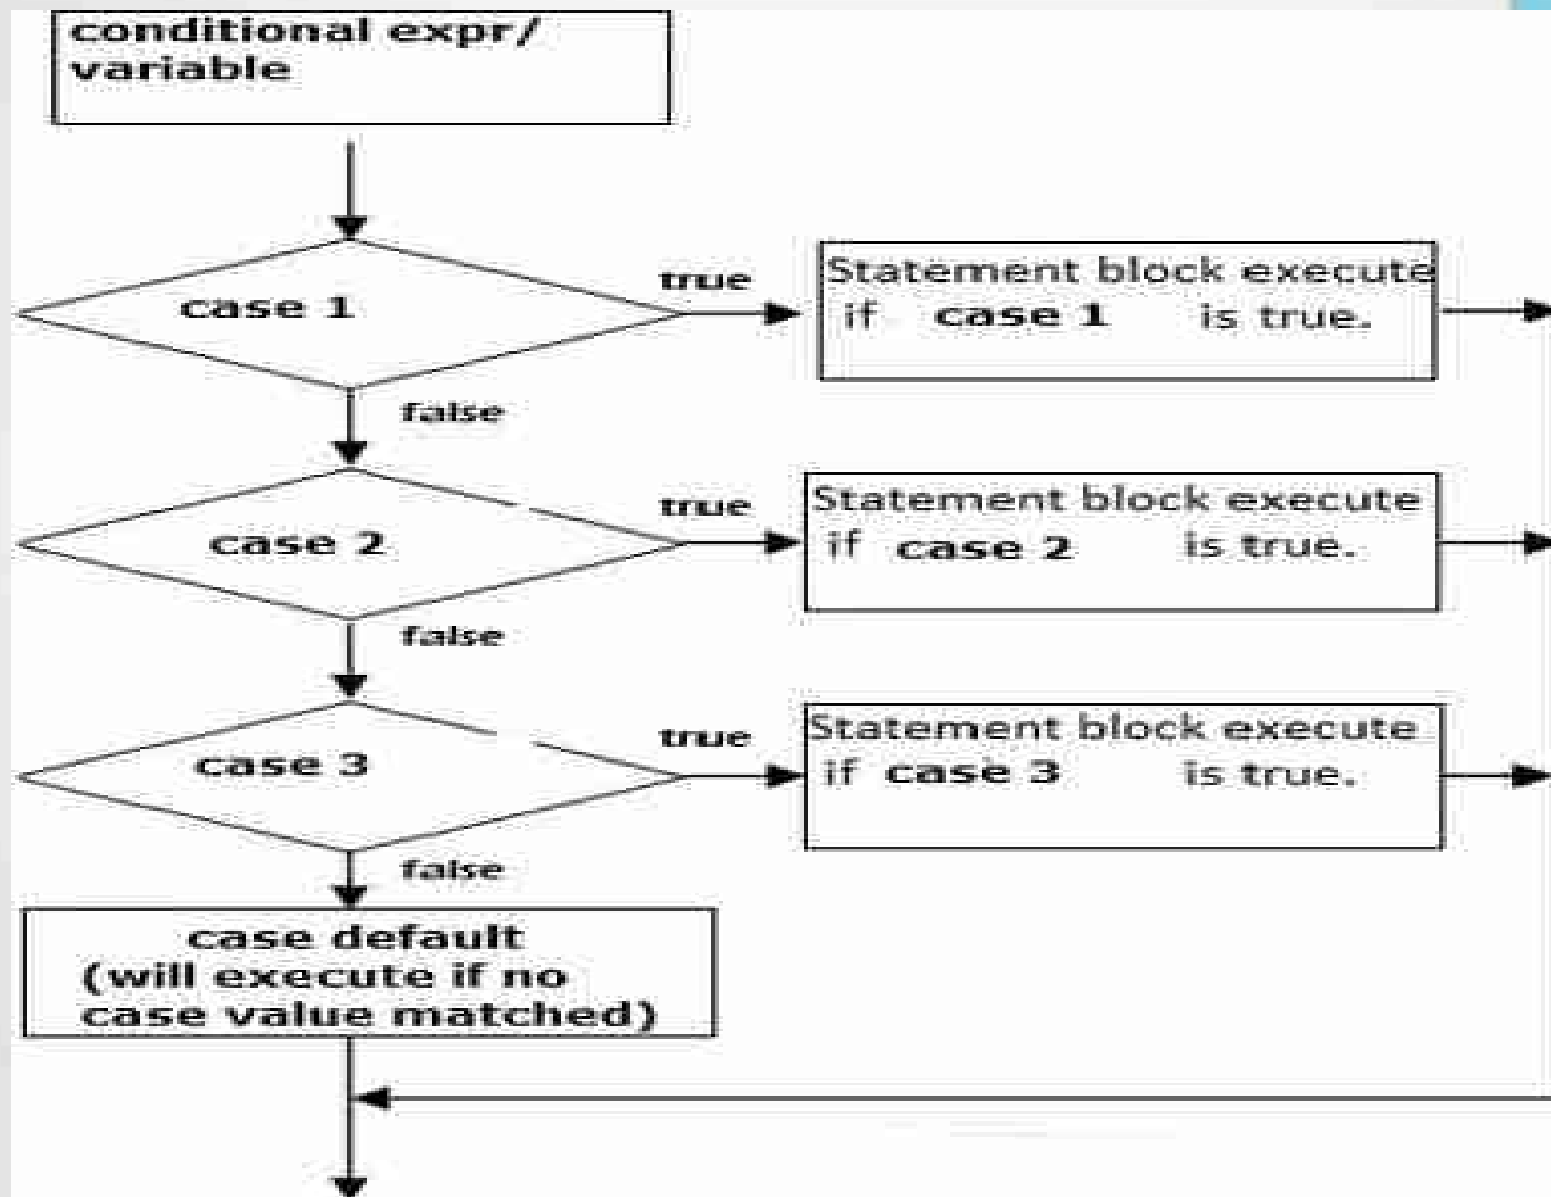 conditional expr/
variable
case 1
true
Statement block execute
if case 1 is true.
false
case 2
true
Statement block execute
if case 2 is true.
false
case 3
true
Statement block execute
if case 3 is true.
false
case default
(will execute if no
case value matched)